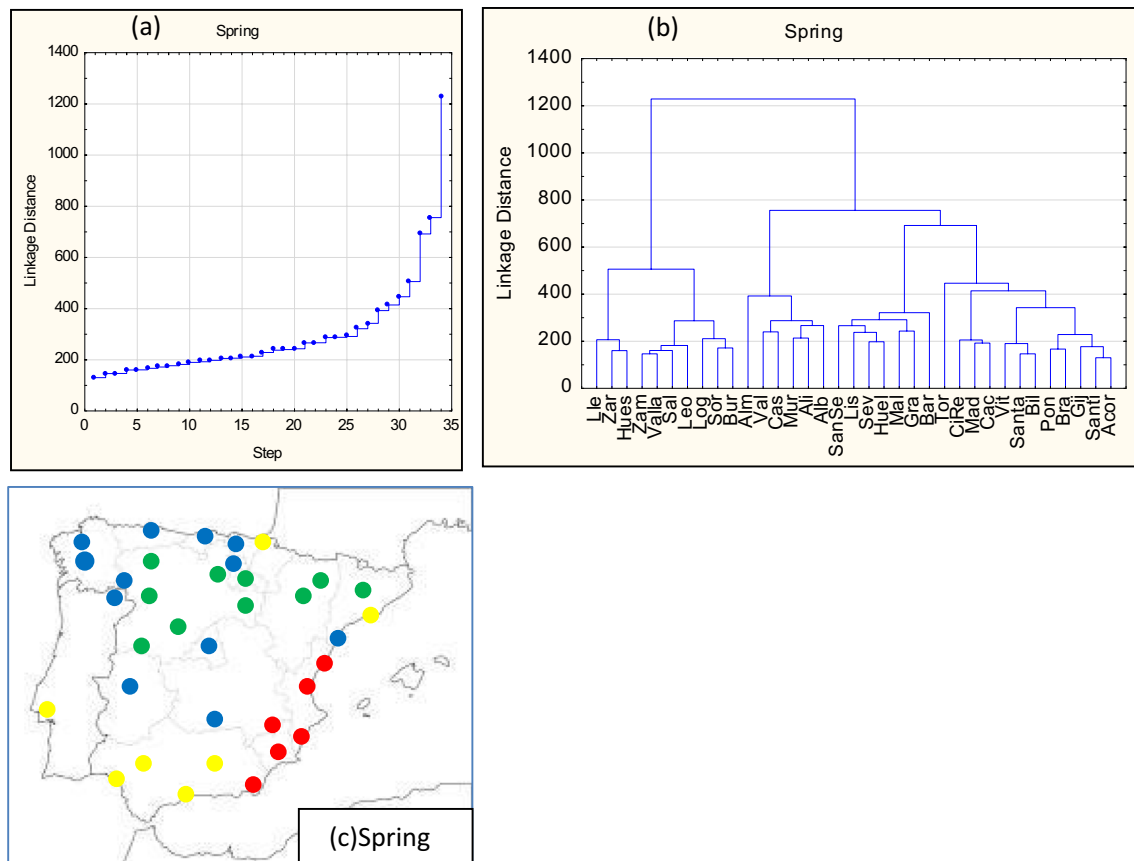 (a)
Spring
1400
1200
1000
800
600
400
200
0
Linkage Distance
0 5 10 15 20 25 30 35
Step
(b)
Spring
1400
1200
1400
800
600
400
200
0
Linkage Distance
Lle
Zar
Hues
Zam
Valla
Sal
Leo
Log
Sor
Bur
Alm
Val
Cas
Mur
Ali
Alb
SanSe
Lis
Sev
Huel
Mal
Gra
Bar
Tor
CiRe
Mad
Cac
Vit
Santa
Bil
Pon
Bra
Gij
Santi
Acor
(c)Spring